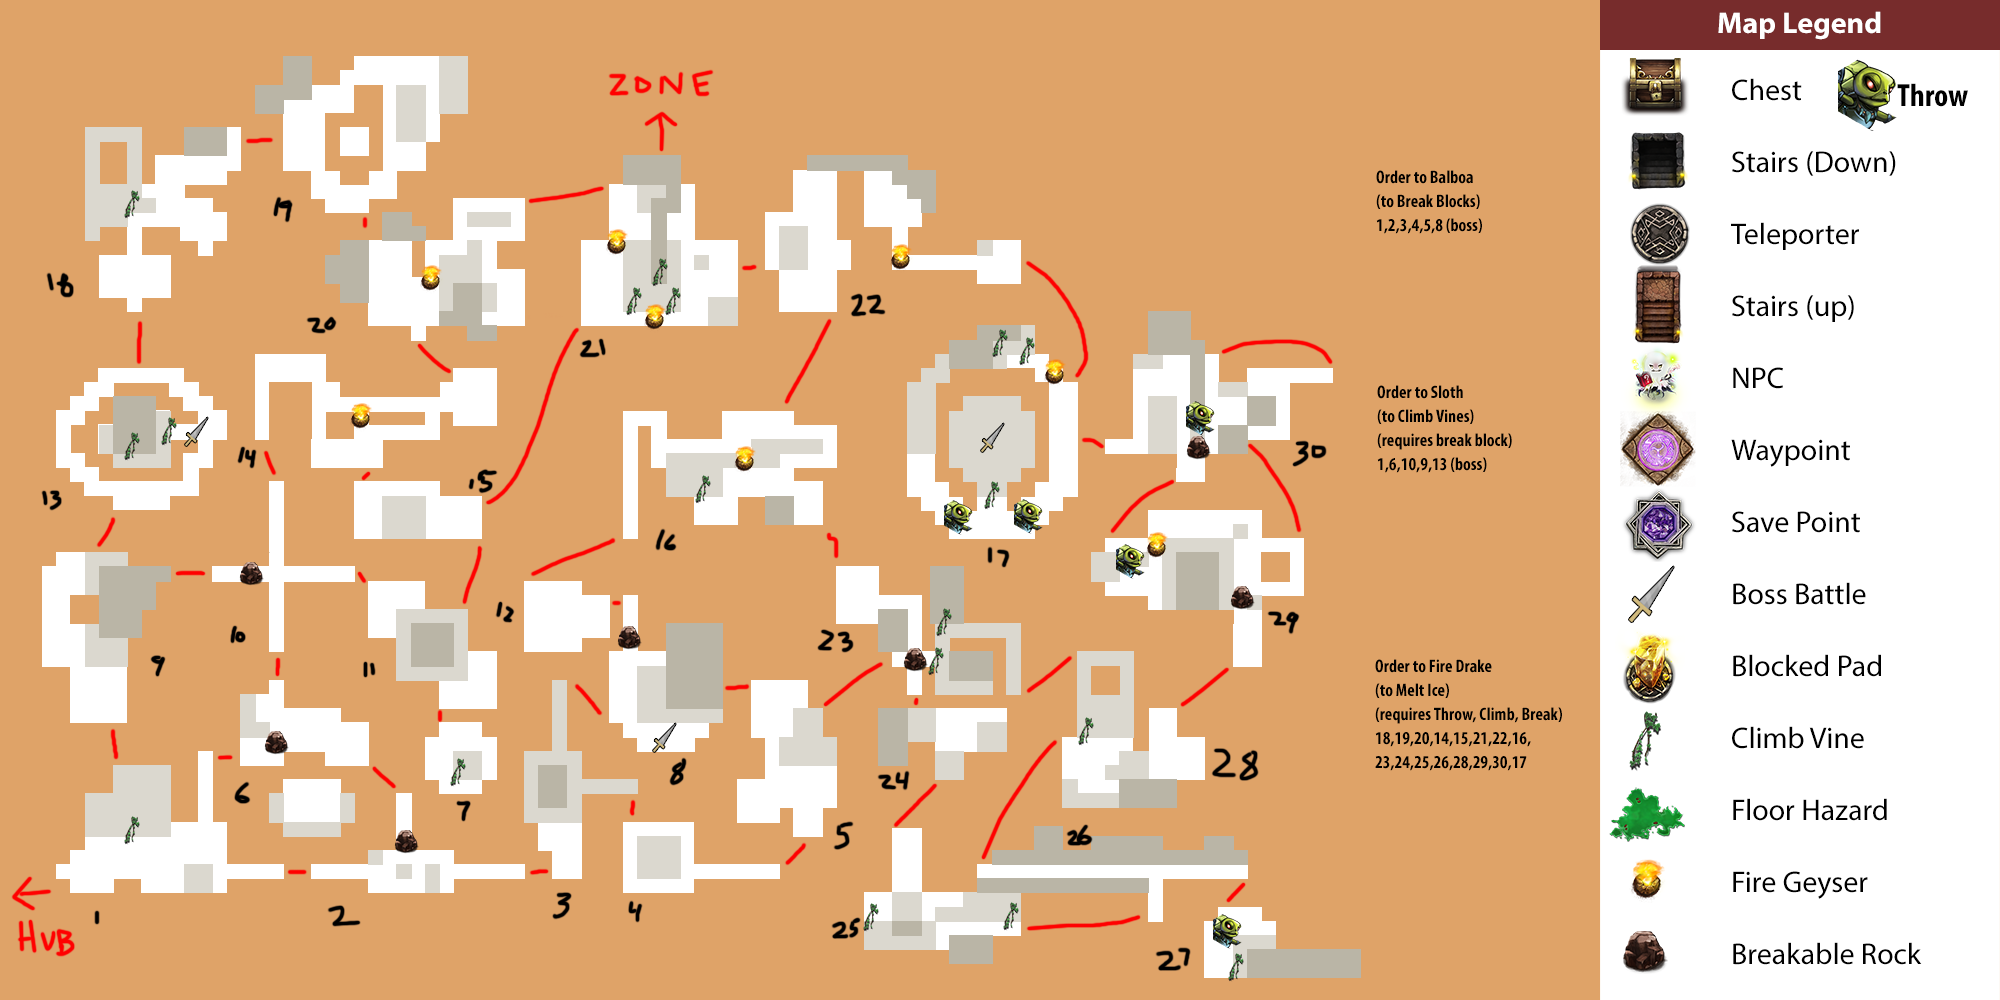 ZONE
19
18
20
21
22
14
15
13
16
17
30
12
10
23
29
9
11
8
28
6
7
24
5
26
3
4
25
1
2
27
HUB
Order to Balboa
(to Break Blocks)
1,2,3,4,5,8 (boss)
Order to Sloth
(to Climb Vines)
(requires break block)
1,6,10,9,13 (boss)
Order to Fire Drake
(to Melt Ice)
(requires Throw, Climb, Break)
18,19,20,14,15,21,22,16,
23,24,25,26,28,29,30,17
Map Legend
Chest
Throw
Stairs (Down)
Teleporter
Stairs (up)
NPC
Waypoint
Save Point
Boss Battle
Blocked Pad
Climb Vine
Floor Hazard
Fire Geyser
Breakable Rock